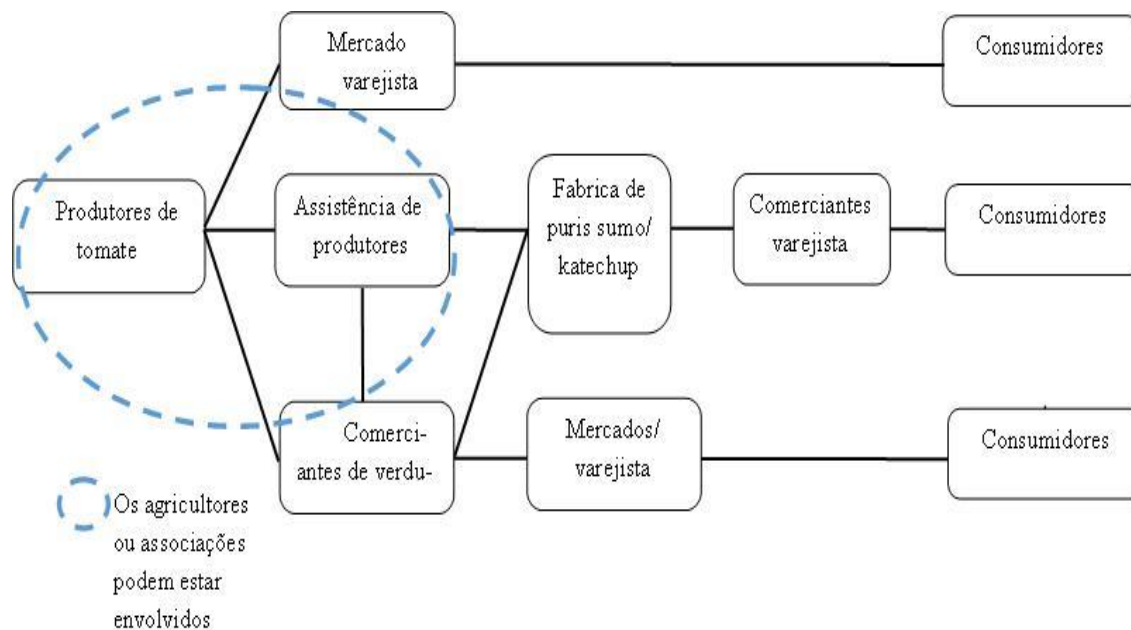 Mercado
varejista
Consumidores
Produtores de
tomate
Assistência de
produtores
Fabrica de
puris sumo/
katechup
Comerciantes
varejista
Consumidores
Comerci-
antes de verdu-
Mercados/
varejista
Consumidores
Os agricultores
ou associações
podem estar
envolvidos